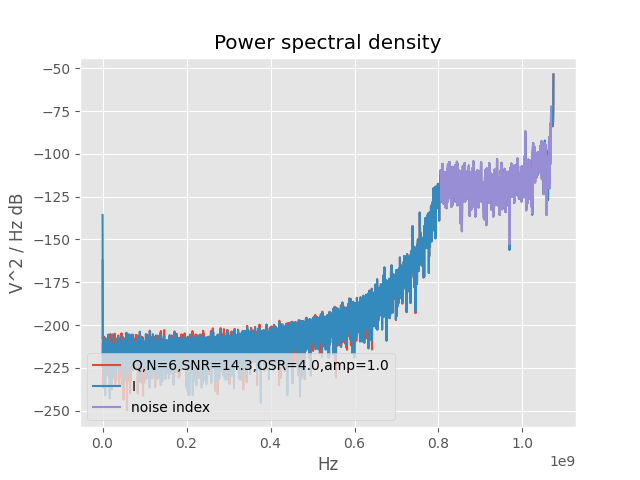 Power spectral density
V^2 / Hz dB
−50
−75
−100
−125
−150
−175
−200
−225
−250
Q,N=6,SNR=14.3,OSR=4.0,amp=1.0
I
noise index
0.0 0.2 0.4 0.6 0.8 1.0
1e9
Hz